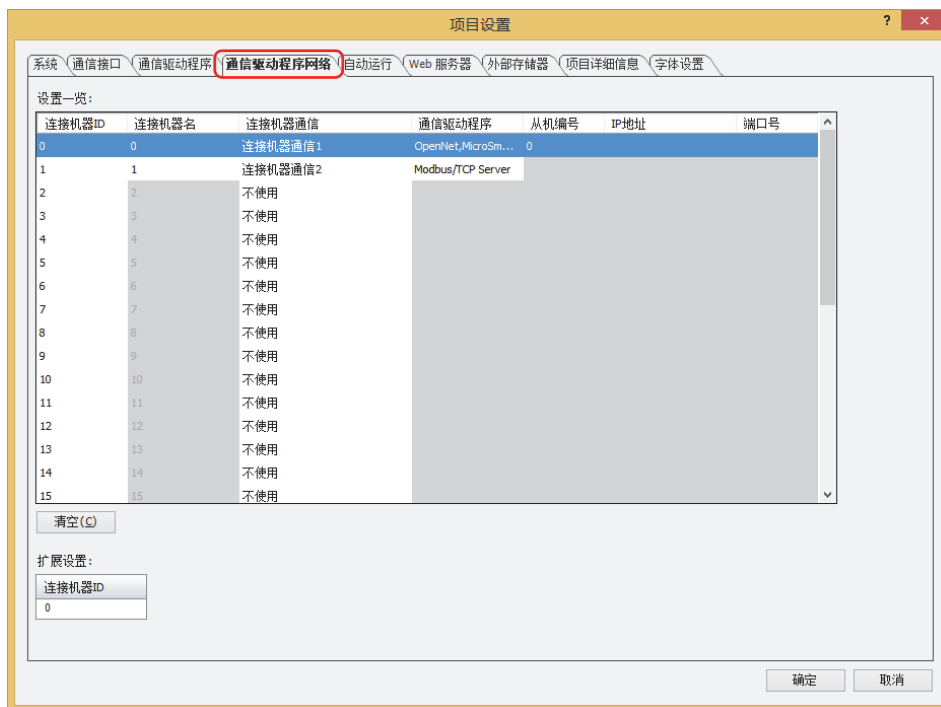 项目设置
? ×
系统 通信接口 通信驱动程序 通信驱动程序网络 自动运行 Web 服务器 外部存储器 项目详细信息 字体设置
设置一览:
连接机器ID 连接机器名 连接机器通信 通信驱动程序 从机编号 IP地址 端口号
0 0 连接机器通信1 OpenNet,MicroSm... 0
1 1 连接机器通信2 Modbus/TCP Server
2 2 不使用
3 3 不使用
4 4 不使用
5 5 不使用
6 6 不使用
7 7 不使用
8 8 不使用
9 9 不使用
10 10 不使用
11 11 不使用
12 12 不使用
13 13 不使用
14 14 不使用
15 15 不使用
清空(C)
扩展设置:
连接机器ID
0
确定 取消